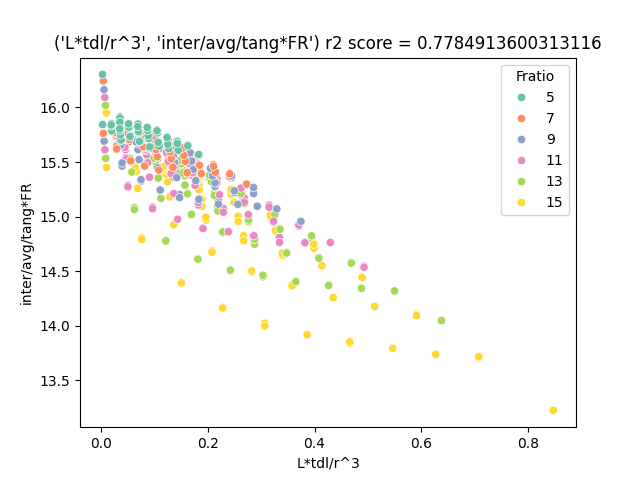 ('L*tdl/r^3', 'inter/avg/tang*FR') r2 score = 0.7784913600313116
Fratio
5
7
9
11
13
15
16.0
15.5
15.0
14.5
14.0
13.5
inter/avg/tang*FR
0.0 0.2 0.4 0.6 0.8
L*tdl/r^3